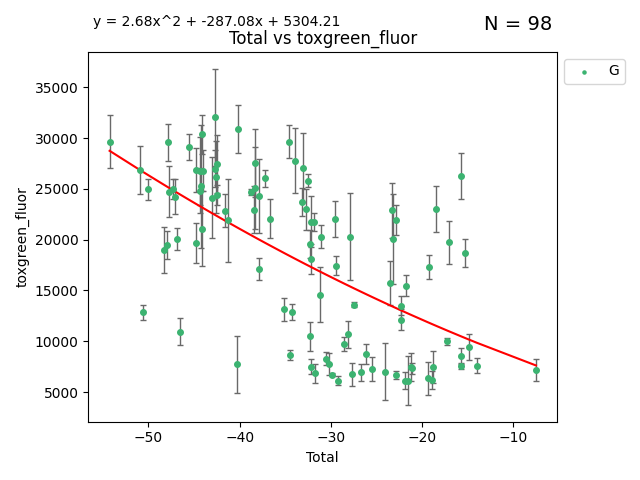 y = 2.68x^2 + -287.08x + 5304.21
N = 98
Total vs toxgreen_fluor
G
toxgreen_fluor
35000
30000
25000
20000
15000
10000
5000
−50 −40 −30 −20 −10
Total